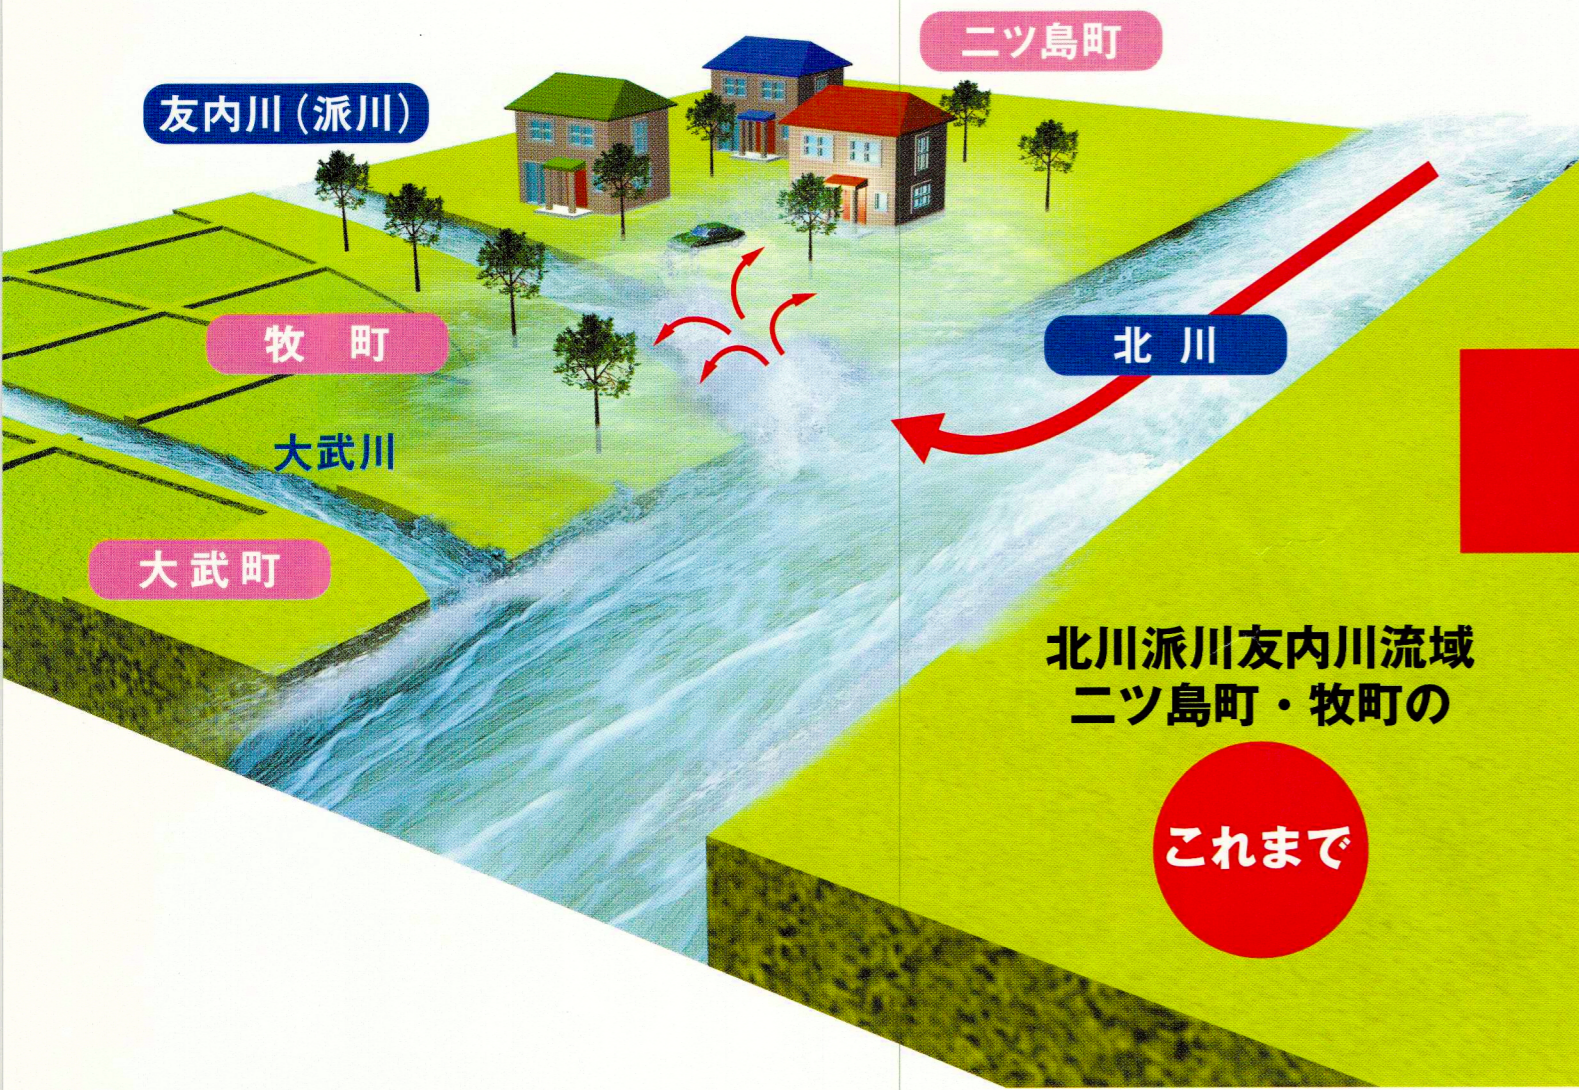 二ツ島町
友内川(派川)
牧 町
北 川
大武川
大武町
北川派川友内川流域
二ツ島町・牧町の
これまで